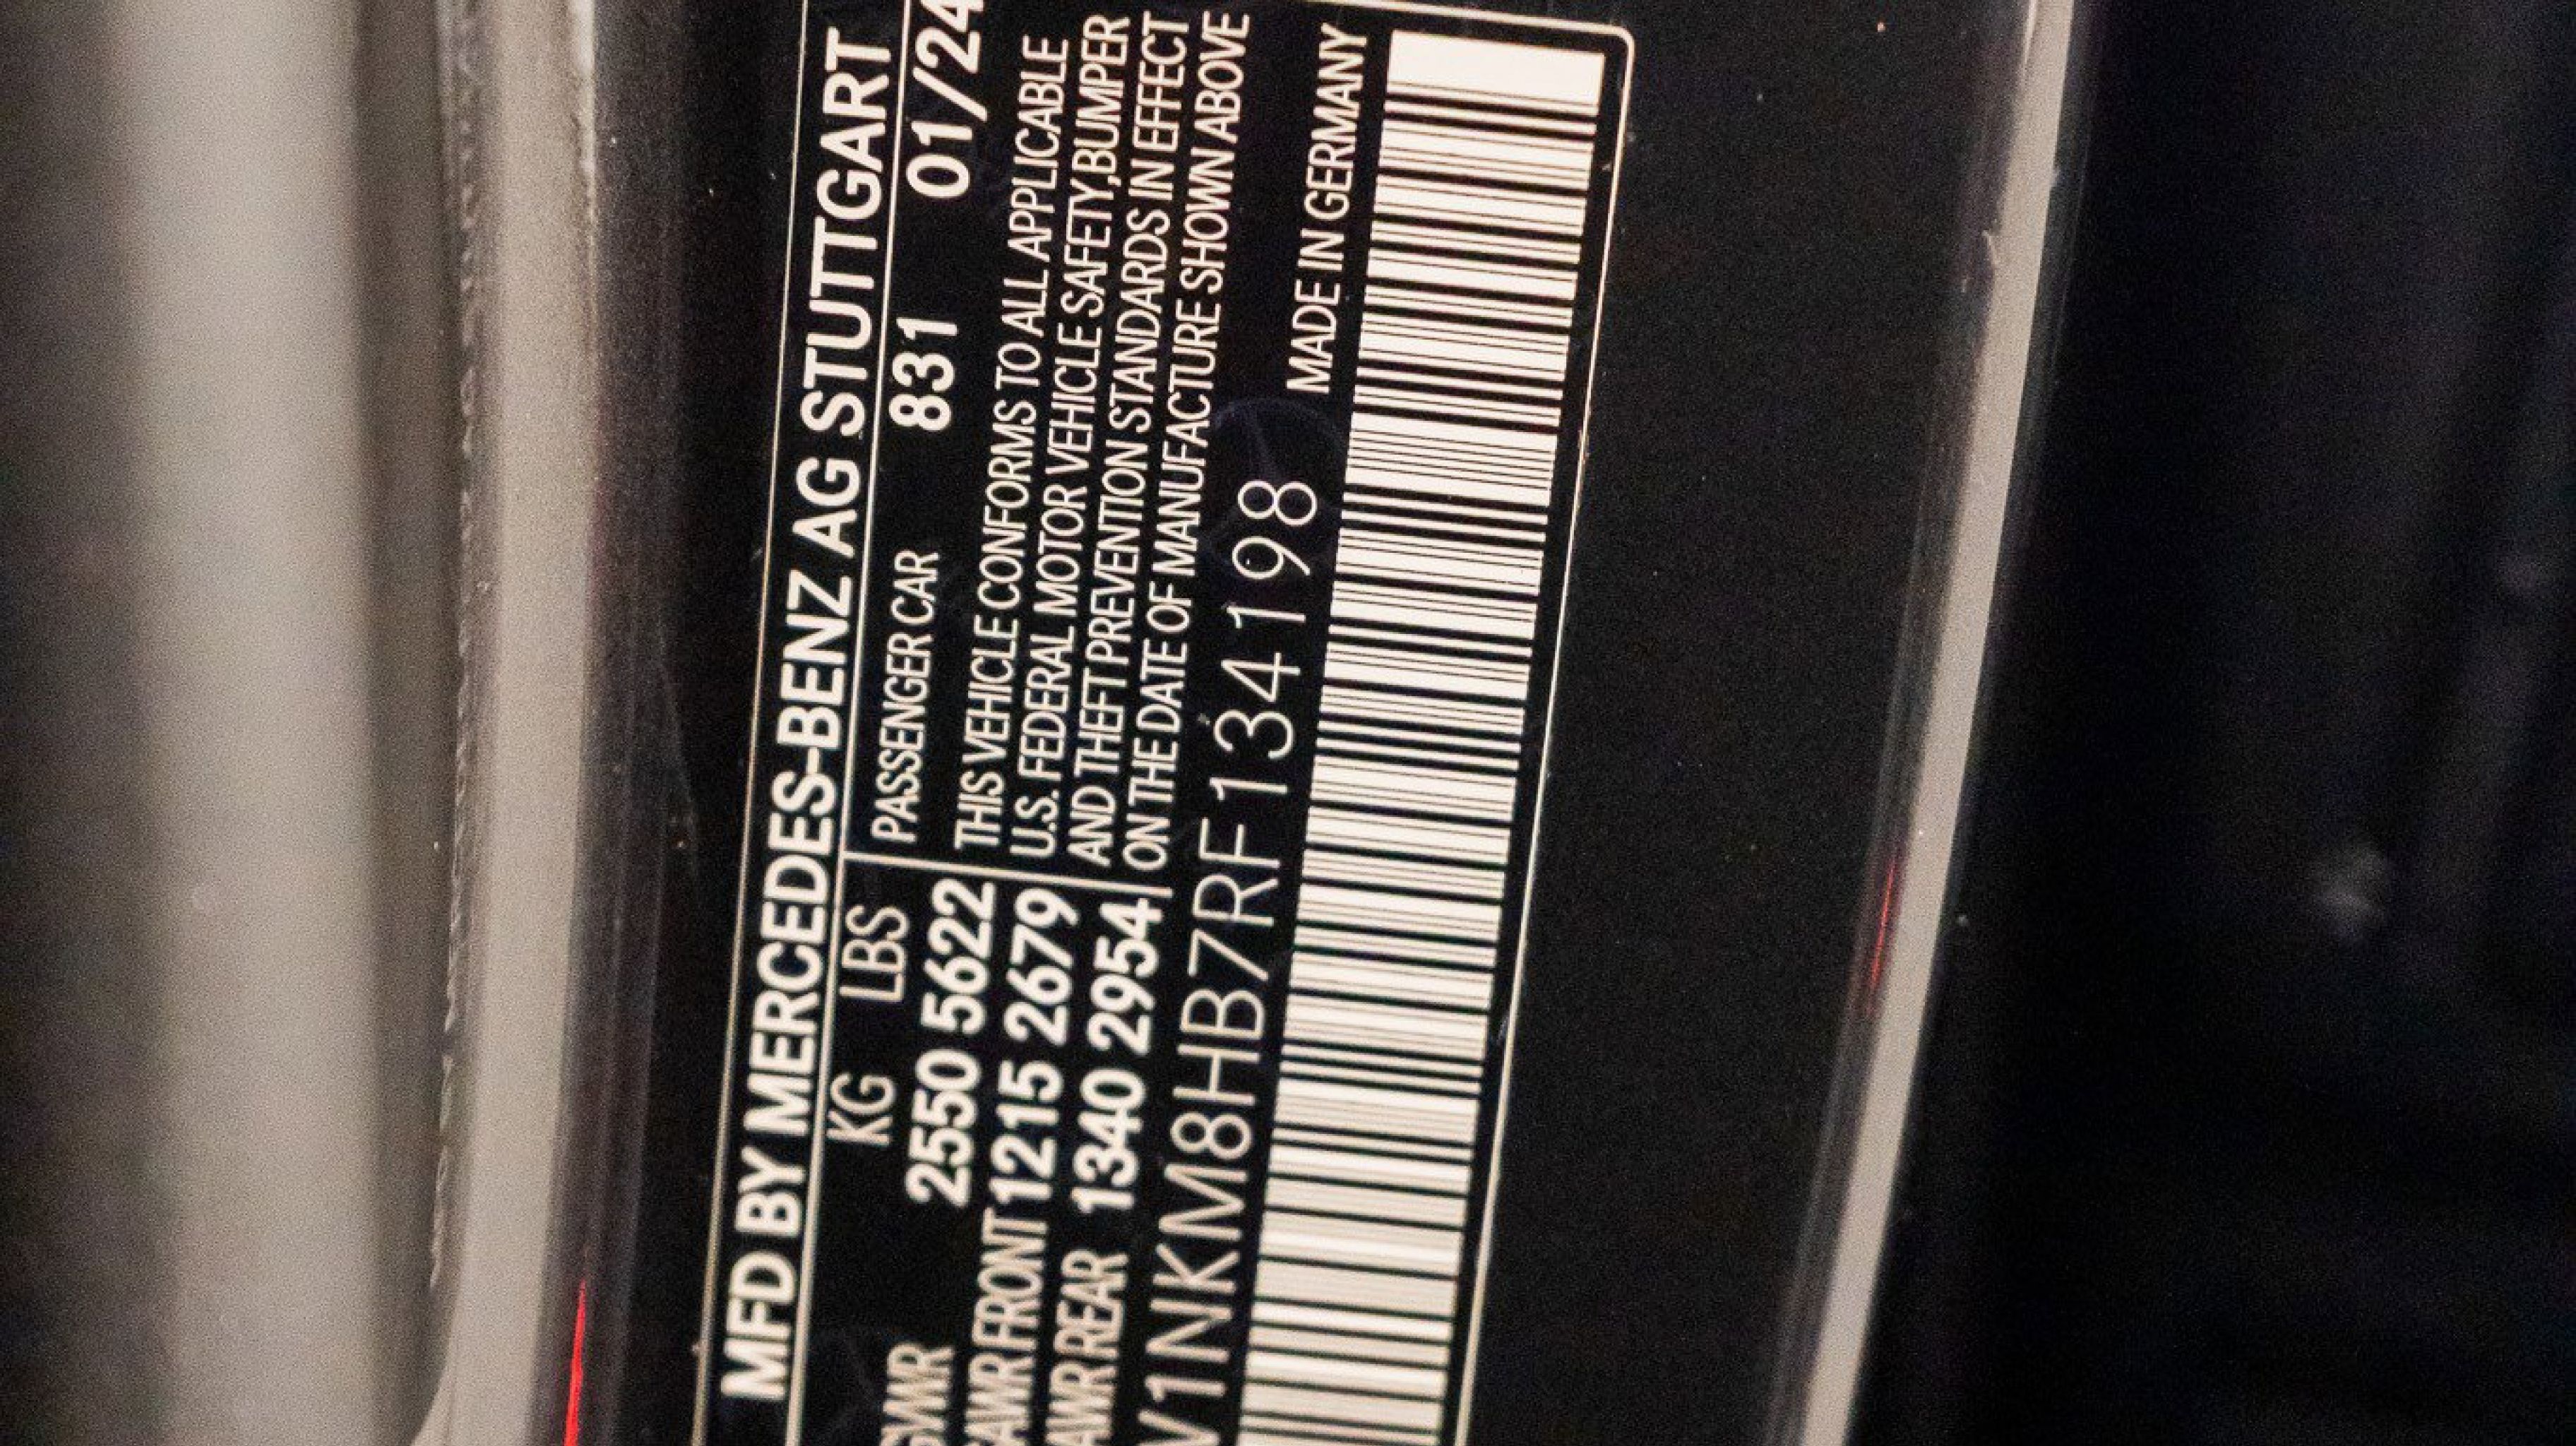 MFD BY MERCEDES-BENZ AG STUTTGART
KG LBS
GVWR 2550 5622
GAWR FRONT 1215 2679
GAWR REAR 1340 2954
PASSENGER CAR 831 01/24
THIS VEHICLE CONFORMS TO ALL APPLICABLE
U.S. FEDERAL MOTOR VEHICLE SAFETY,BUMPER
AND THEFT PREVENTION STANDARDS IN EFFECT
ON THE DATE OF MANUFACTURE SHOWN ABOVE
W1NKM8HB7RF134198
MADE IN GERMANY